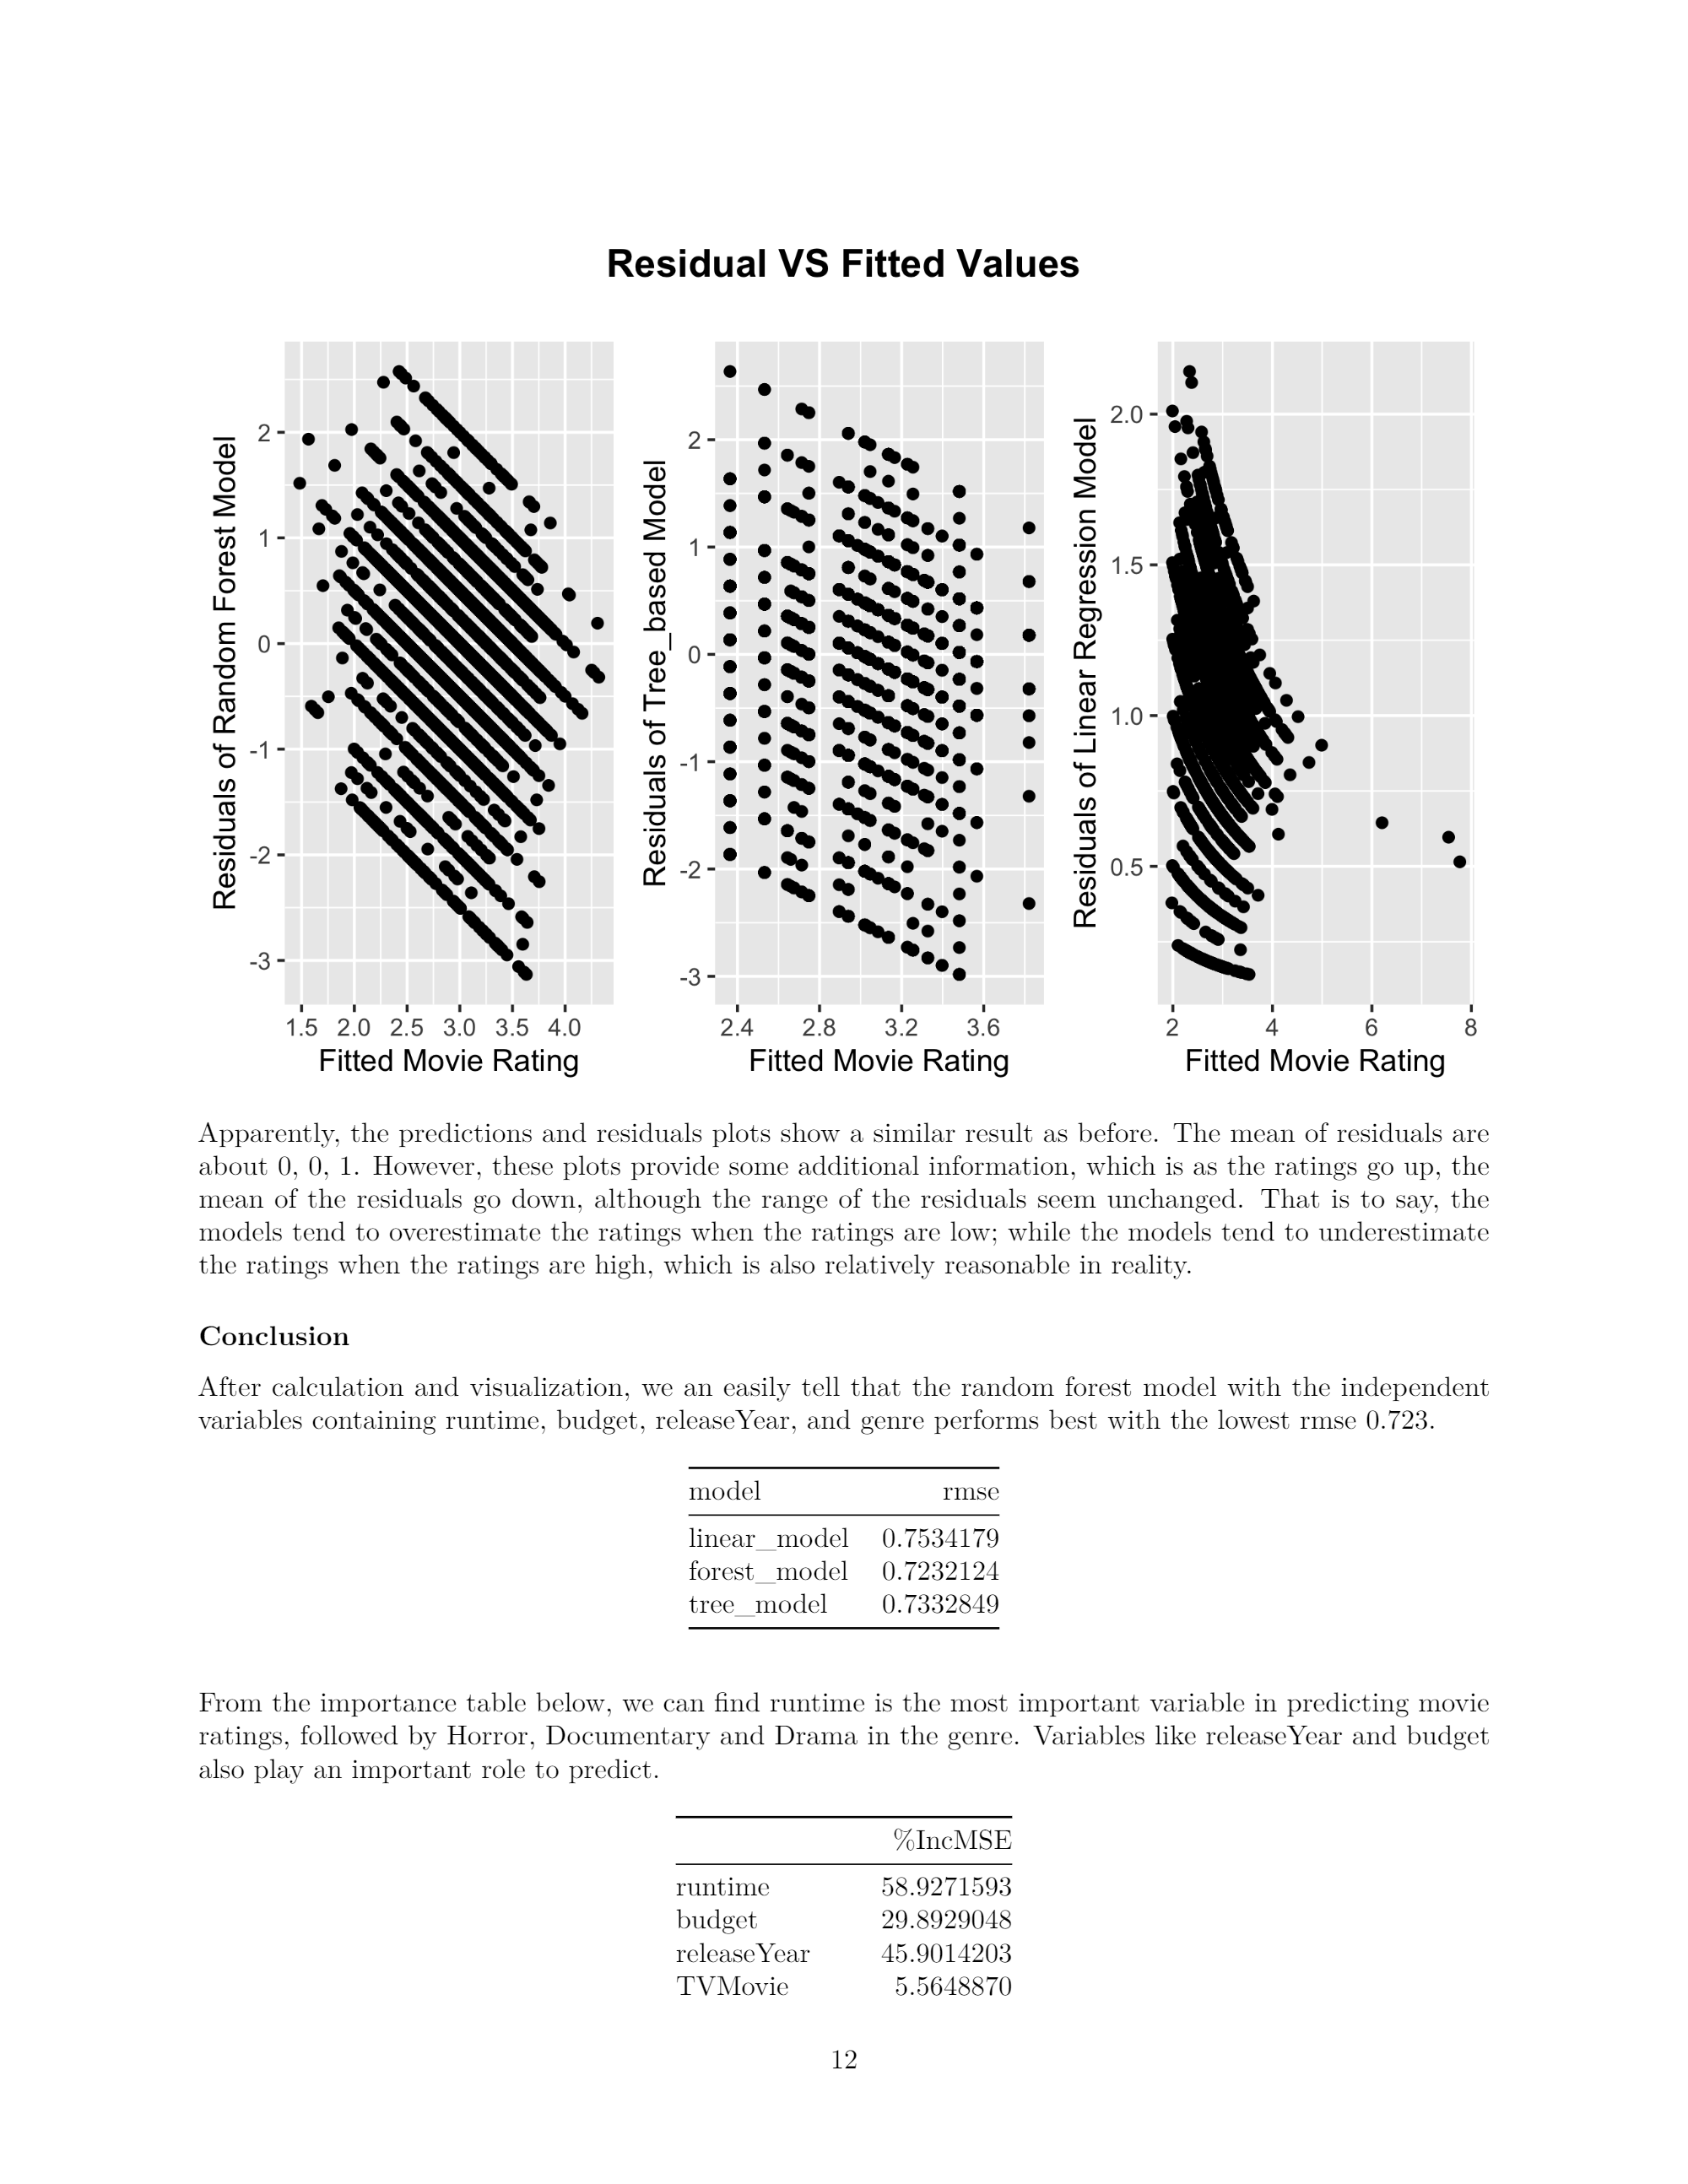 Residual VS Fitted Values
Residuals of Random Forest Model
2
1
0
-1
-2
-3
1.5 2.0 2.5 3.0 3.5 4.0
Fitted Movie Rating
Residuals of Tree_based Model
2
1
0
-1
-2
-3
2.4 2.8 3.2 3.6
Fitted Movie Rating
Residuals of Linear Regression Model
2.0
1.5
1.0
0.5
2 4 6 8
Fitted Movie Rating
Apparently, the predictions and residuals plots show a similar result as before. The mean of residuals are
about 0, 0, 1. However, these plots provide some additional information, which is as the ratings go up, the
mean of the residuals go down, although the range of the residuals seem unchanged. That is to say, the
models tend to overestimate the ratings when the ratings are low; while the models tend to underestimate
the ratings when the ratings are high, which is also relatively reasonable in reality.
Conclusion
After calculation and visualization, we an easily tell that the random forest model with the independent
variables containing runtime, budget, releaseYear, and genre performs best with the lowest rmse 0.723.
model rmse
linear_model 0.7534179
forest_model 0.7232124
tree_model 0.7332849
From the importance table below, we can find runtime is the most important variable in predicting movie
ratings, followed by Horror, Documentary and Drama in the genre. Variables like releaseYear and budget
also play an important role to predict.
%IncMSE
runtime 58.9271593
budget 29.8929048
releaseYear 45.9014203
TVMovie 5.5648870
12